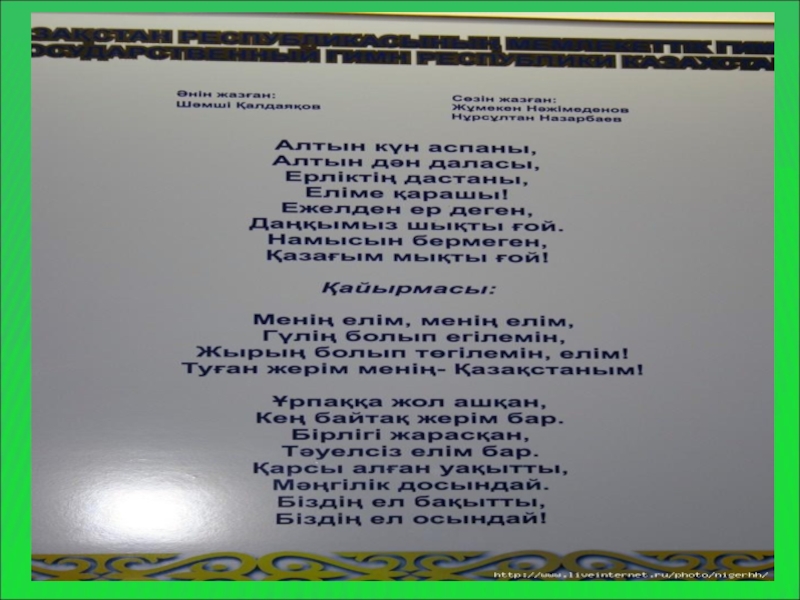 ҚАЗАҚСТАН РЕСПУБЛИКАСЫНЫҢ МЕМЛЕКЕТТІК
ГОСУДАРСТВЕННЫЙ ГИМН РЕСПУБЛИКИ КАЗАХСТАН
Әнін жазған:
Шәмші Қалдаяқов
Сөзін жазған:
Жұмекен Нәжімеденов
Нұрсұлтан Назарбаев
Алтын күн аспаны,
Алтын дән даласы,
Ерліктің дастаны,
Еліме қарашы!
Ежелден ер деген,
Даңқымыз шықты ғой.
Намысын бермеген,
Қазағым мықты ғой!
Қайырмасы:
Менің елім, менің елім,
Гүлің болып егілемін,
Жырың болып төгілемін, елім!
Туған жерім менің- Қазақстаным!
Ұрпаққа жол ашқан,
Кең байтақ жерім бар.
Бірлігі жарасқан,
Тәуелсіз елім бар.
Қарсы алған уақытты,
Мәңгілік досындай.
Біздің ел бақытты,
Біздің ел осындай!
http://www.liveinternet.ru/photo/nigerhh/